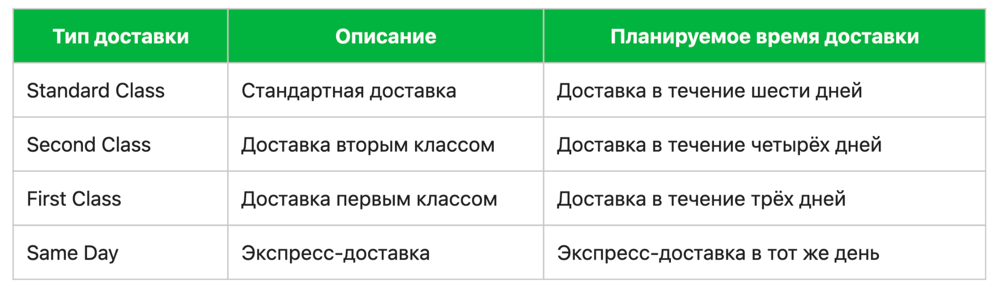 Тип доставки Описание Планируемое время доставки
Standard Class Стандартная доставка Доставка в течение шести дней
Second Class Доставка вторым классом Доставка в течение четырёх дней
First Class Доставка первым классом Доставка в течение трёх дней
Same Day Экспресс-доставка Экспресс-доставка в тот же день